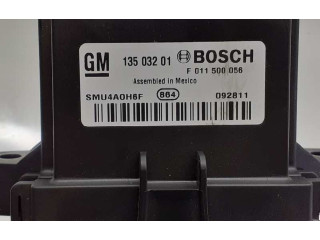 GM 135 032 01 BOSCH
F 011 500 056
Assembled in Mexico
SMU4A0H6F 864 092811